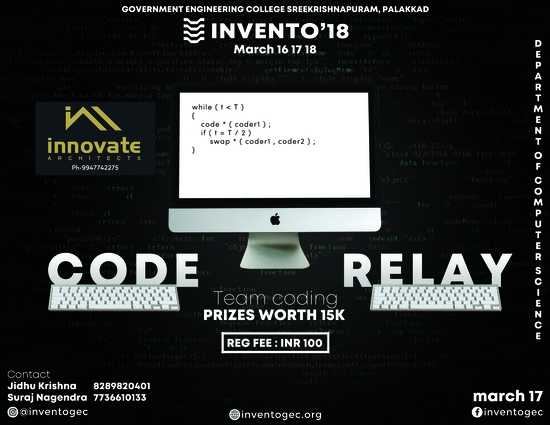 GOVERNMENT ENGINEERING COLLEGE SREEKRISHNAPURAM, PALAKKAD
INVENTO'18
March 16 17 18
DEPARTMENT OF COMPUTER SCIENCE
innovate
ARCHITECTS
Ph-9947742275
while ( t < T )
{
code * ( coder1 ) ;
if ( t = T / 2 )
swap * ( coder1 , coder2 ) ;
}
CODE RELAY
Team coding
PRIZES WORTH 15K
REG FEE : INR 100
Contact
Jidhu Krishna 8289820401
Suraj Nagendra 7736610133
@inventogec
inventogec.org
march 17
@inventogec